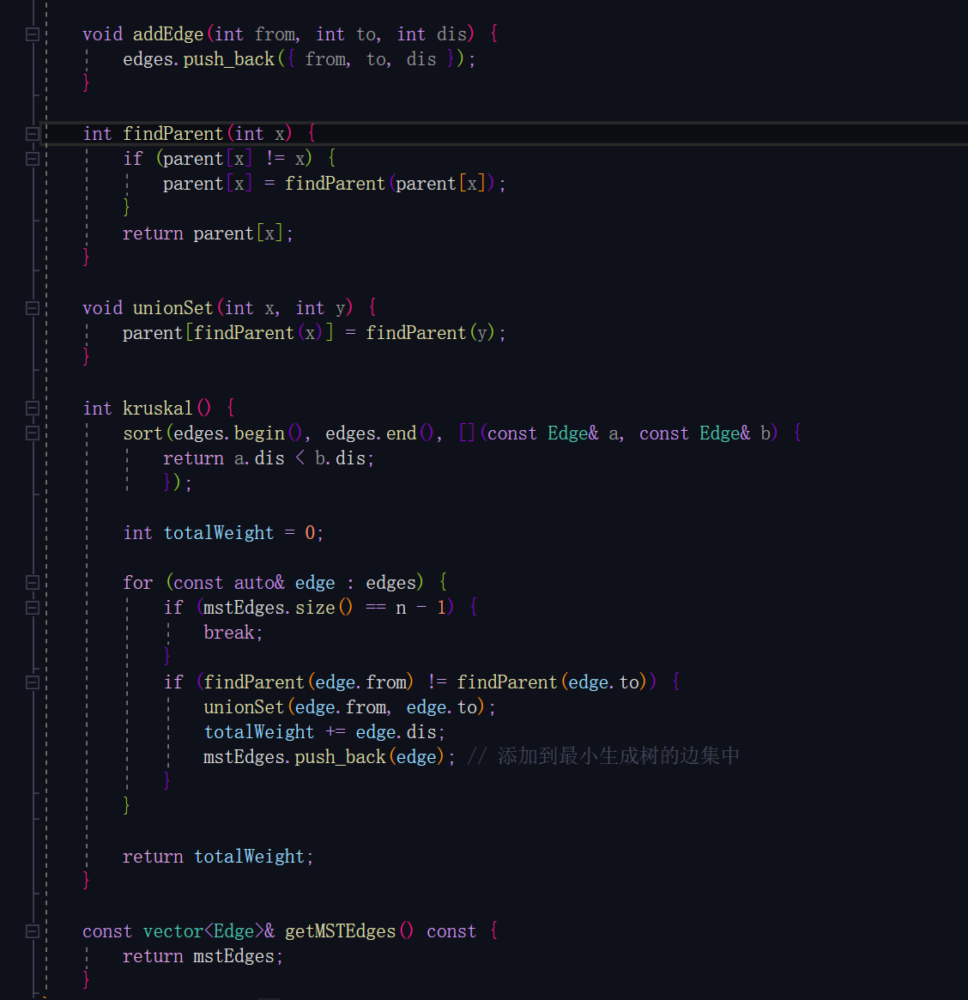 void addEdge(int from, int to, int dis) {
edges.push_back({ from, to, dis });
}
int findParent(int x) {
if (parent[x] != x) {
parent[x] = findParent(parent[x]);
}
return parent[x];
}
void unionSet(int x, int y) {
parent[findParent(x)] = findParent(y);
}
int kruskal() {
sort(edges.begin(), edges.end(), [](const Edge& a, const Edge& b) {
return a.dis < b.dis;
});
int totalWeight = 0;
for (const auto& edge : edges) {
if (mstEdges.size() == n - 1) {
break;
}
if (findParent(edge.from) != findParent(edge.to)) {
unionSet(edge.from, edge.to);
totalWeight += edge.dis;
mstEdges.push_back(edge); // 添加到最小生成树的边集中
}
}
return totalWeight;
}
const vector<Edge>& getMSTEdges() const {
return mstEdges;
}